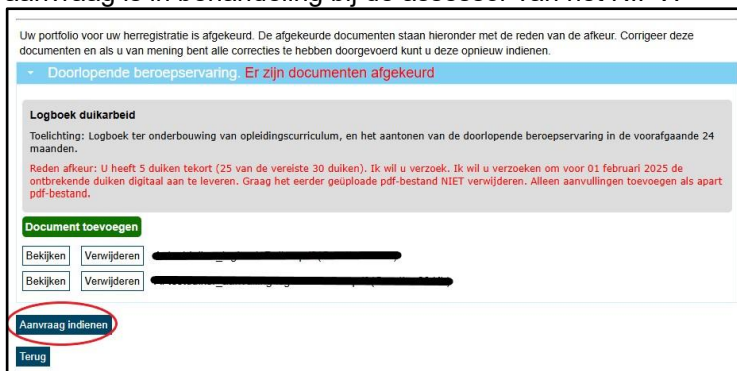 Uw portfolio voor uw herregistratie is afgekeurd. De afgekeurde documenten staan hieronder met de reden van de afkeur. Corrigeer deze
documenten en als u van mening bent alle correcties te hebben doorgevoerd kunt u deze opnieuw indienen.
Doorlopende beroepservaring. Er zijn documenten afgekeurd
Logboek duikarbeid
Toelichting: Logboek ter onderbouwing van opleidingscurriculum, en het aantonen van de doorlopende beroepservaring in de voorafgaande 24
maanden.
Reden afkeur: U heeft 5 duiken tekort (25 van de vereiste 30 duiken). Ik wil u verzoek. Ik wil u verzoeken om voor 01 februari 2025 de
ontbrekende duiken digitaal aan te leveren. Graag het eerder geüploade pdf-bestand NIET verwijderen. Alleen aanvullingen toevoegen als apart
pdf-bestand.
Document toevoegen
Bekijken Verwijderen
Bekijken Verwijderen
Aanvraag indienen
Terug